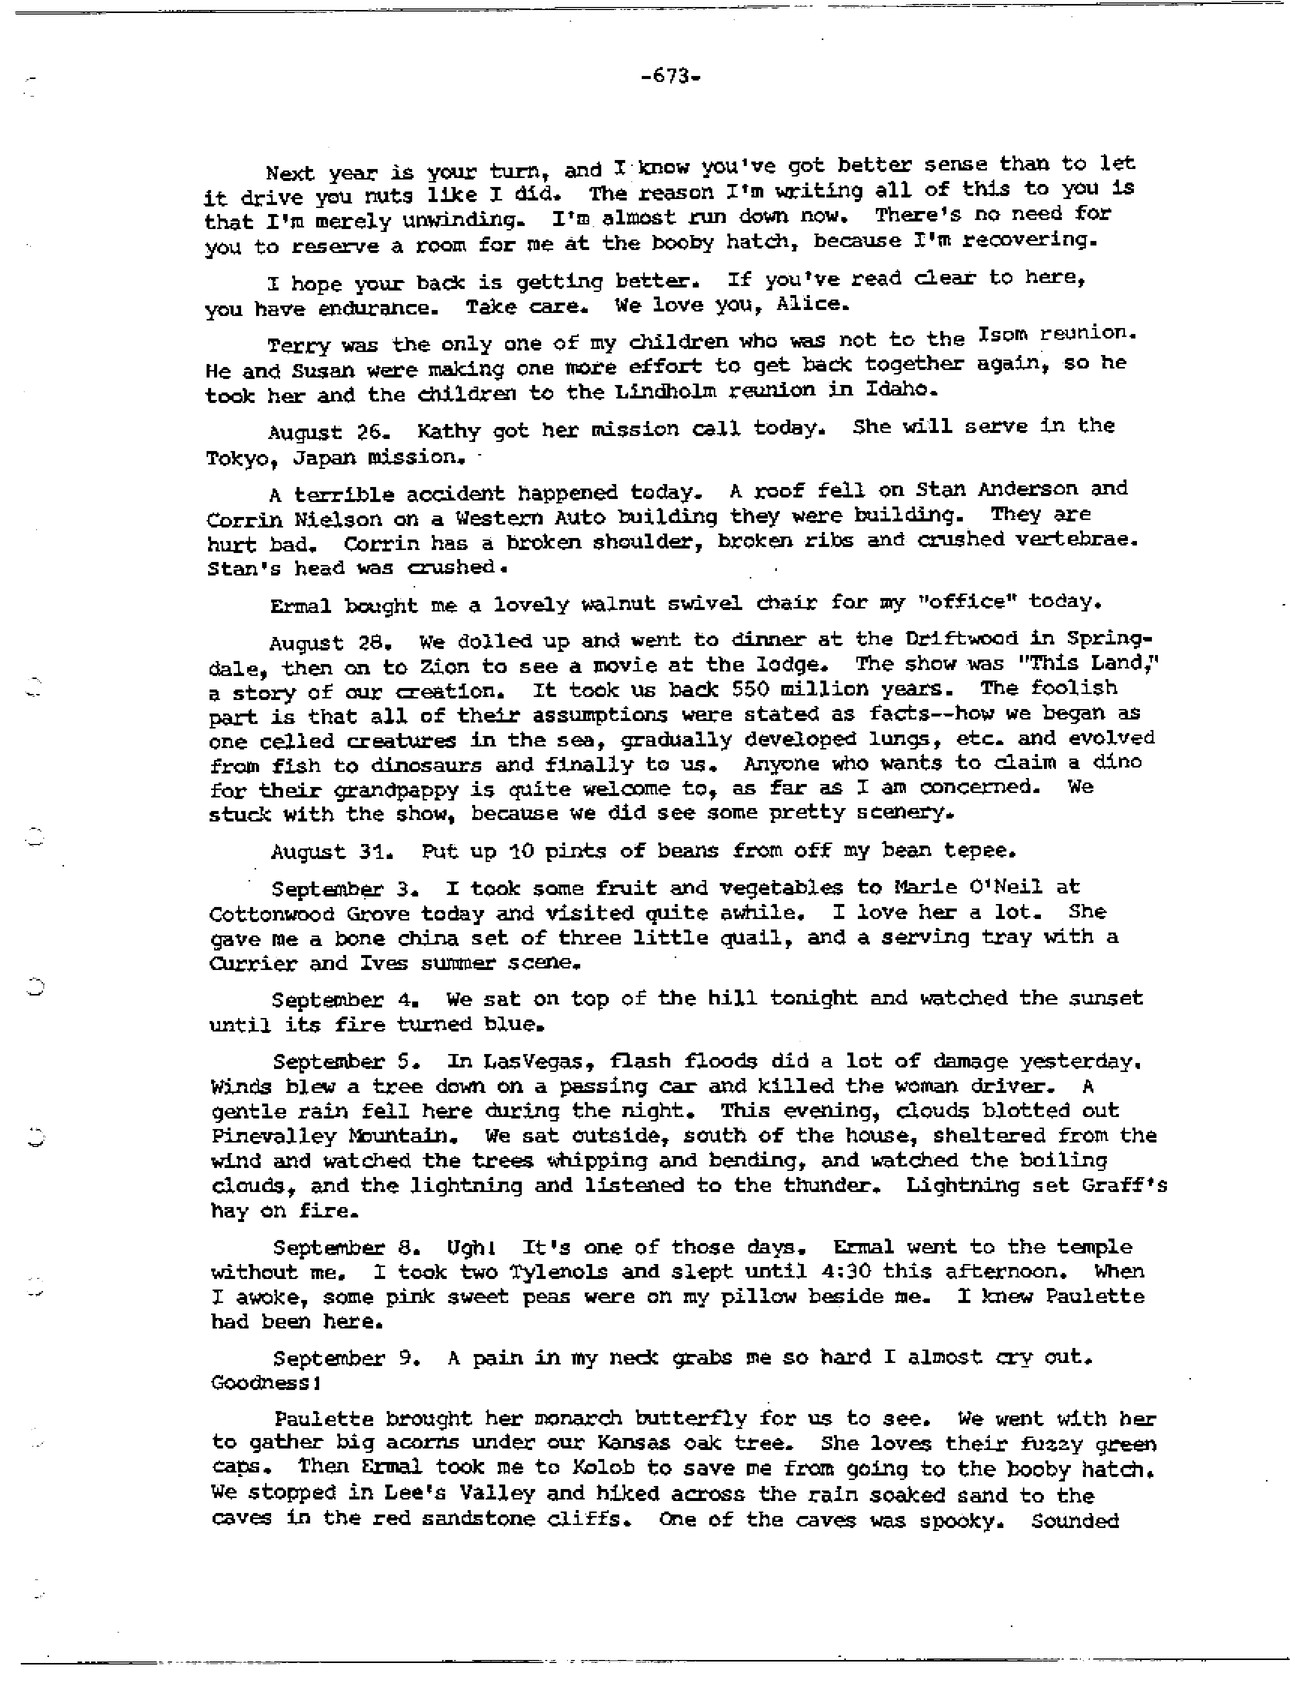 -673-
Next year is your turn, and I know you've got better sense than to let
it drive you nuts like I did. The reason I'm writing all of this to you is
that I'm merely unwinding. I'm almost run down now. There's no need for
you to reserve a room for me at the booby hatch, because I'm recovering.
I hope your back is getting better. If you've read clear to here,
you have endurance. Take care. We love you, Alice.
Terry was the only one of my children who was not to the Isom reunion.
He and Susan were making one more effort to get back together again, so he
took her and the children to the Lindholm reunion in Idaho.
August 26. Kathy got her mission call today. She will serve in the
Tokyo, Japan mission.
A terrible accident happened today. A roof fell on Stan Anderson and
Corrin Nielson on a Western Auto building they were building. They are
hurt bad. Corrin has a broken shoulder, broken ribs and crushed vertebrae.
Stan's head was crushed.
Ermal bought me a lovely walnut swivel chair for my "office" today.
August 28. We dolled up and went to dinner at the Driftwood in Spring-
dale, then on to Zion to see a movie at the lodge. The show was "This Land,"
a story of our creation. It took us back 550 million years. The foolish
part is that all of their assumptions were stated as facts--how we began as
one celled creatures in the sea, gradually developed lungs, etc. and evolved
from fish to dinosaurs and finally to us. Anyone who wants to claim a dino
for their grandpappy is quite welcome to, as far as I am concerned. We
stuck with the show, because we did see some pretty scenery.
August 31. Put up 10 pints of beans from off my bean tepee.
September 3. I took some fruit and vegetables to Marie O'Neil at
Cottonwood Grove today and visited quite awhile. I love her a lot. She
gave me a bone china set of three little quail, and a serving tray with a
Currier and Ives summer scene.
September 4. We sat on top of the hill tonight and watched the sunset
until its fire turned blue.
September 5. In LasVegas, flash floods did a lot of damage yesterday.
Winds blew a tree down on a passing car and killed the woman driver. A
gentle rain fell here during the night. This evening, clouds blotted out
Pinevalley Mountain. We sat outside, south of the house, sheltered from the
wind and watched the trees whipping and bending, and watched the boiling
clouds, and the lightning and listened to the thunder. Lightning set Graff's
hay on fire.
September 8. Ugh! It's one of those days. Ermal went to the temple
without me. I took two Tylenols and slept until 4:30 this afternoon. When
I awoke, some pink sweet peas were on my pillow beside me. I knew Paulette
had been here.
September 9. A pain in my neck grabs me so hard I almost cry out.
Goodness!
Paulette brought her monarch butterfly for us to see. We went with her
to gather big acorns under our Kansas oak tree. She loves their fuzzy green
caps. Then Ermal took me to Kolob to save me from going to the booby hatch.
We stopped in Lee's Valley and hiked across the rain soaked sand to the
caves in the red sandstone cliffs. One of the caves was spooky. Sounded